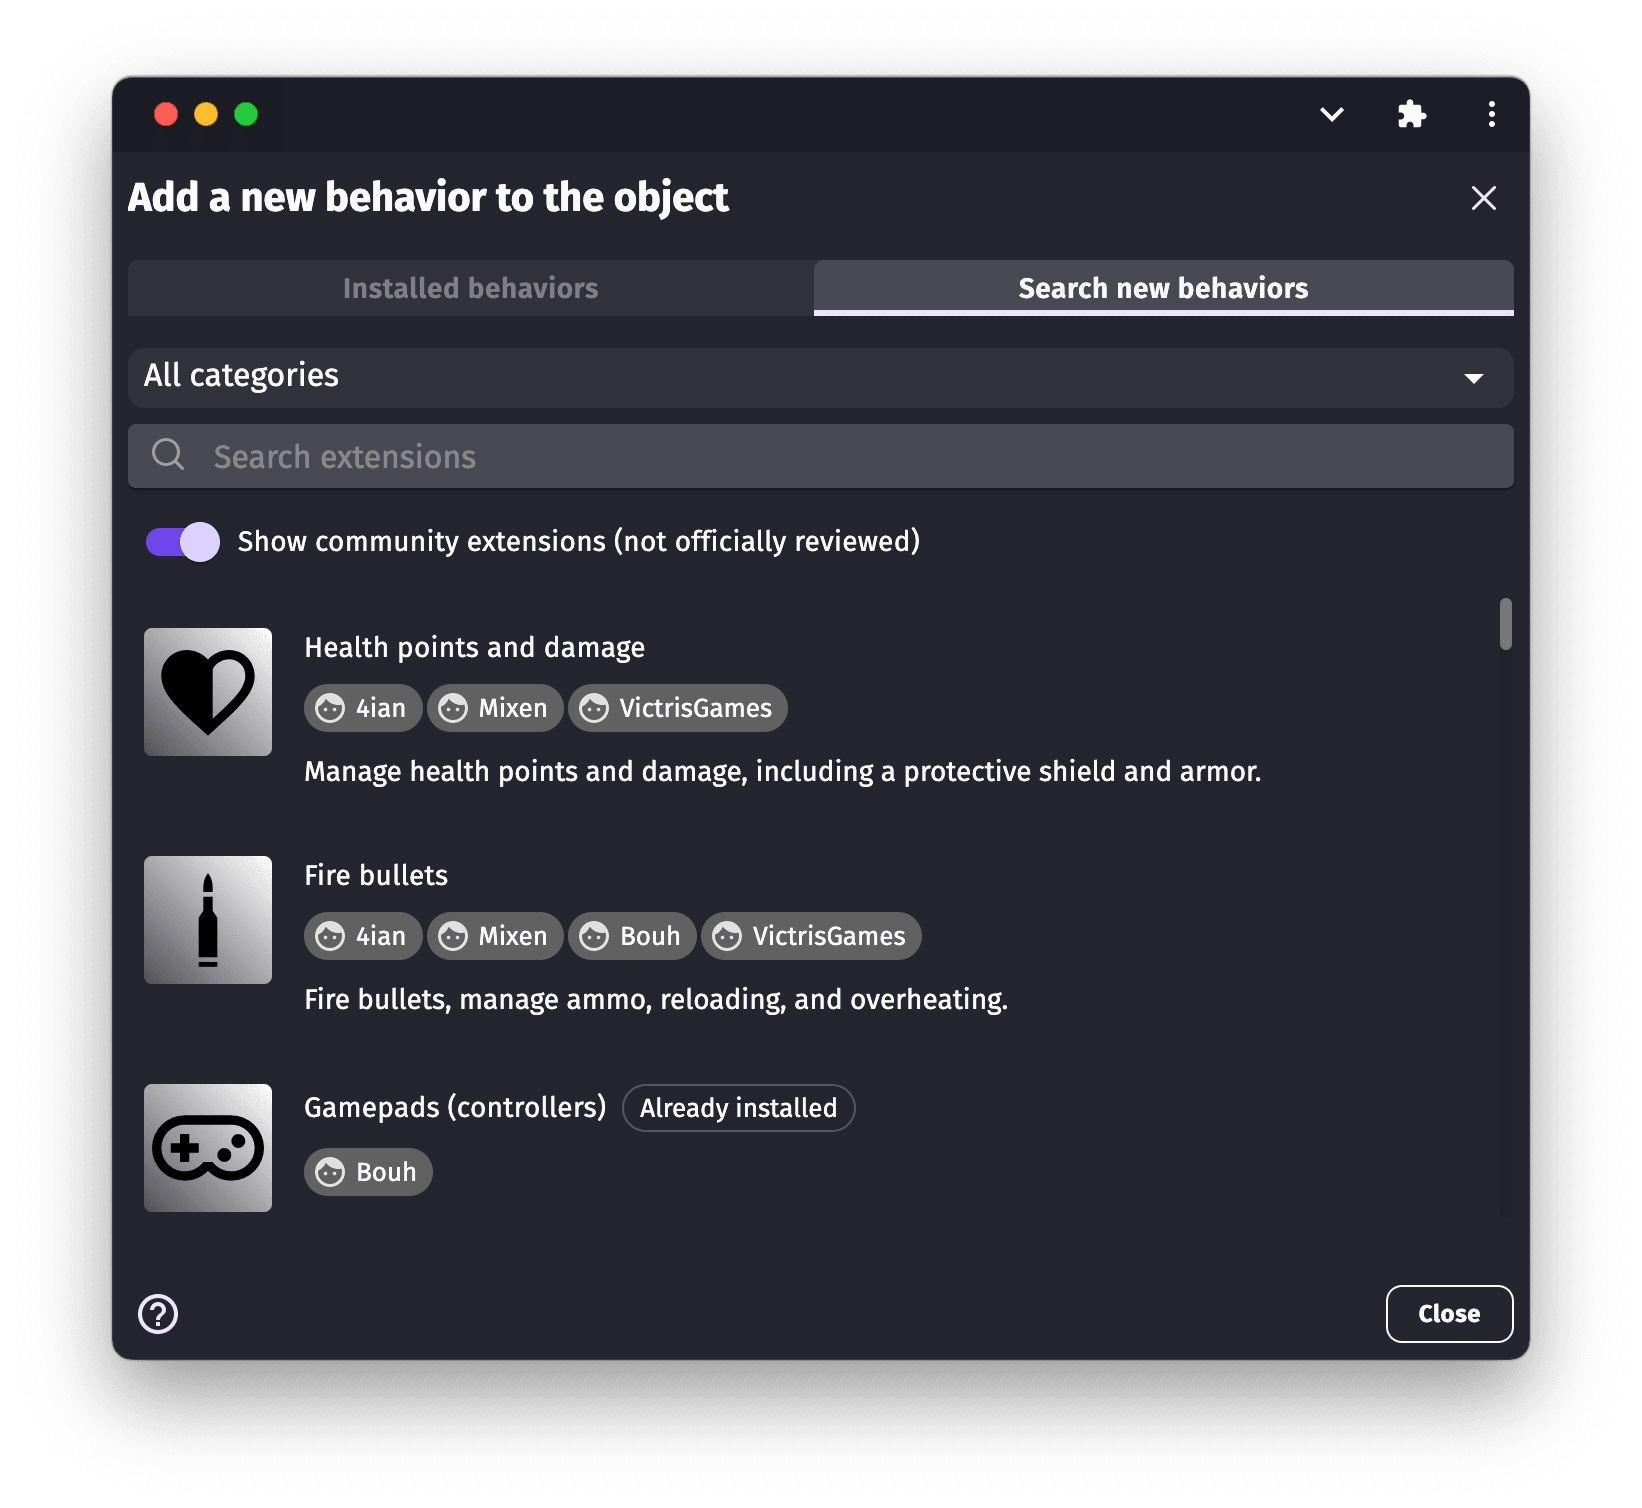 Add a new behavior to the object
Installed behaviors
Search new behaviors
All categories
Search extensions
Show community extensions (not officially reviewed)
Health points and damage
4ian Mixen VictrisGames
Manage health points and damage, including a protective shield and armor.
Fire bullets
4ian Mixen Bouh VictrisGames
Fire bullets, manage ammo, reloading, and overheating.
Gamepads (controllers) Already installed
Bouh
Close